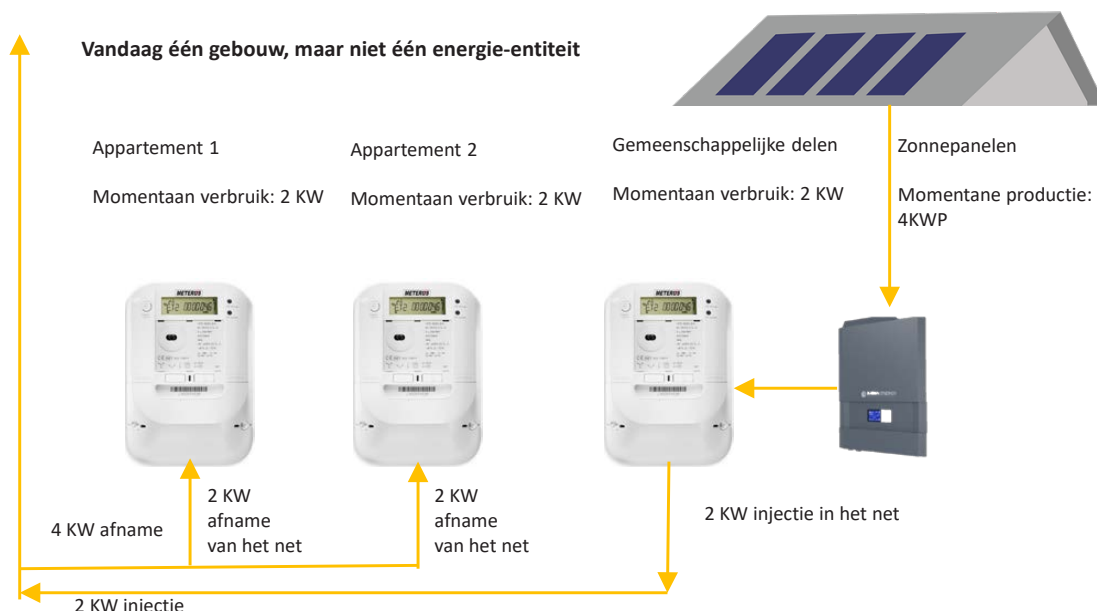 Vandaag één gebouw, maar niet één energie-entiteit
Appartement 1
Momentaan verbruik: 2 KW
Appartement 2
Momentaan verbruik: 2 KW
Gemeenschappelijke delen
Momentaan verbruik: 2 KW
Zonnepanelen
Momentane productie:
4KWP
METERUS
METERUS
METERUS
4 KW afname
2 KW
afname
van het net
2 KW
afname
van het net
2 KW injectie in het net
2 KW injectie